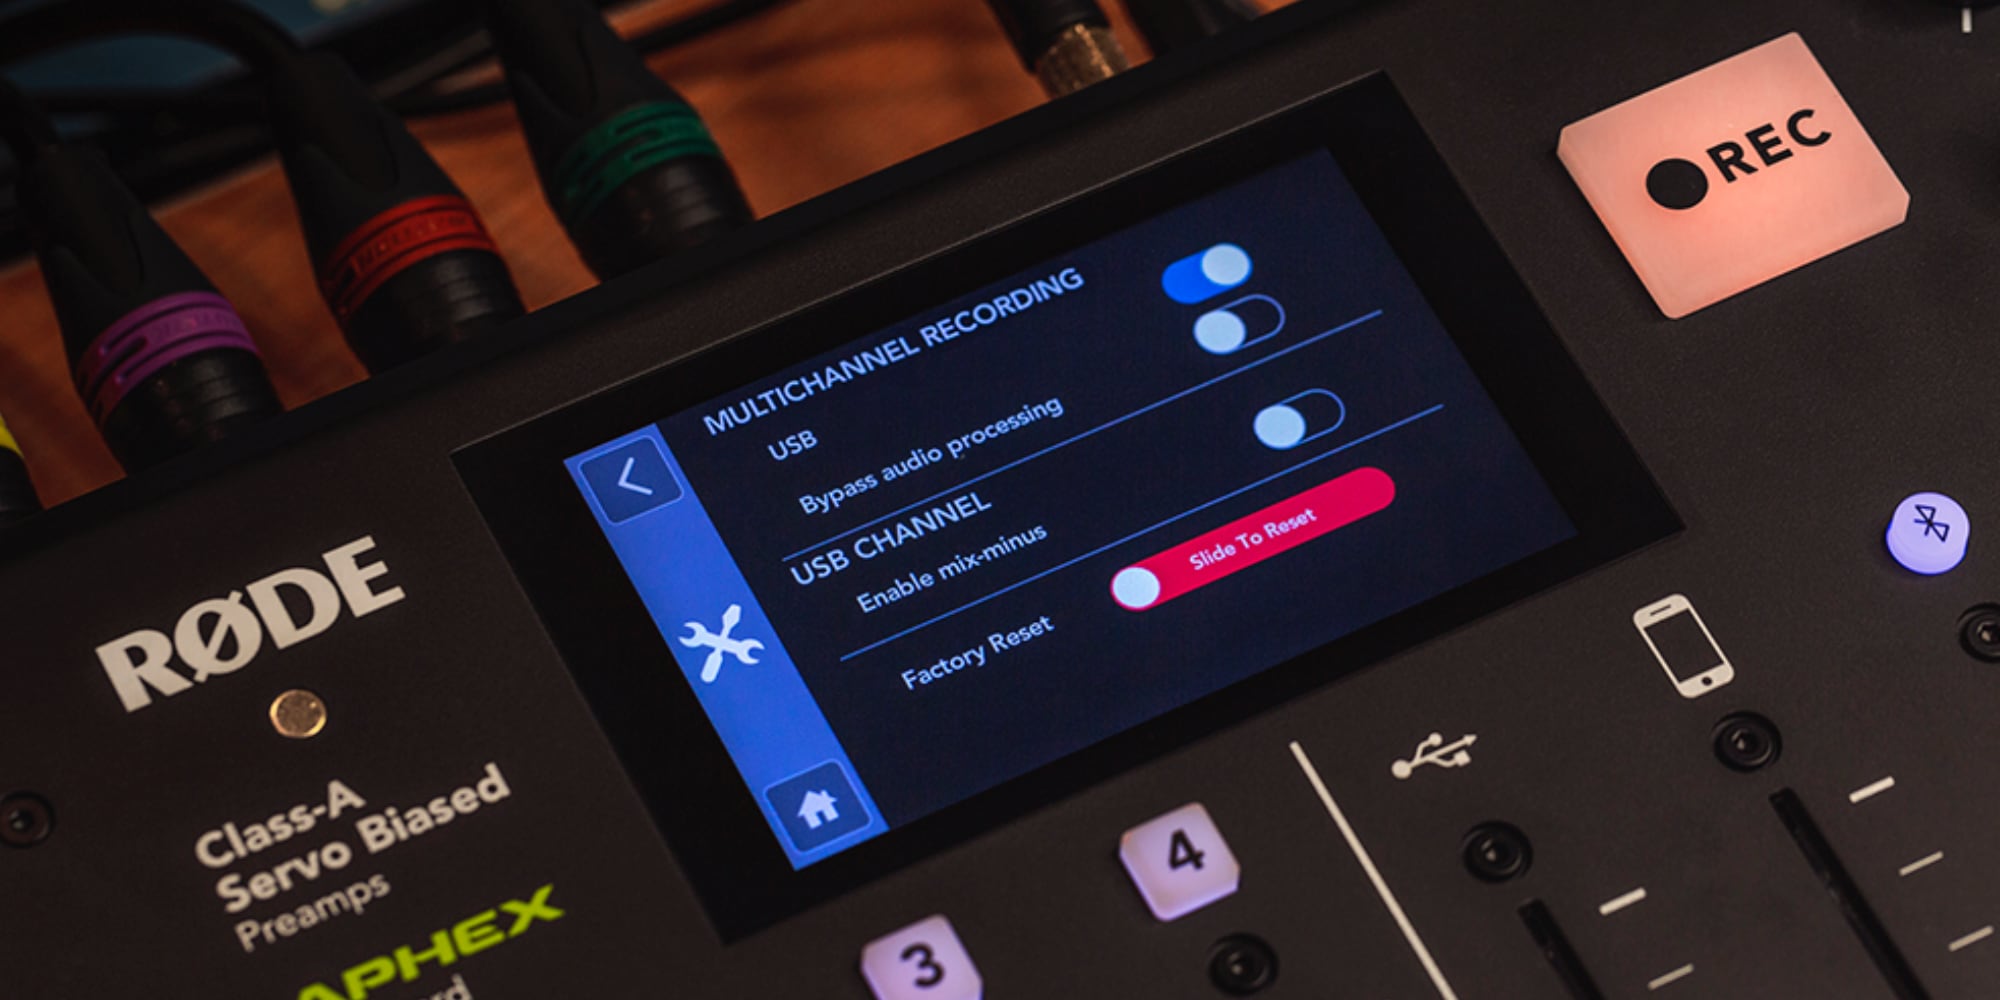 REC
MULTICHANNEL RECORDING
USB
Bypass audio processing
USB CHANNEL
Enable mix-minus
Factory Reset
Slide To Reset
RØDE
Class-A
Servo Biased
Preamps
APHEX
4
3